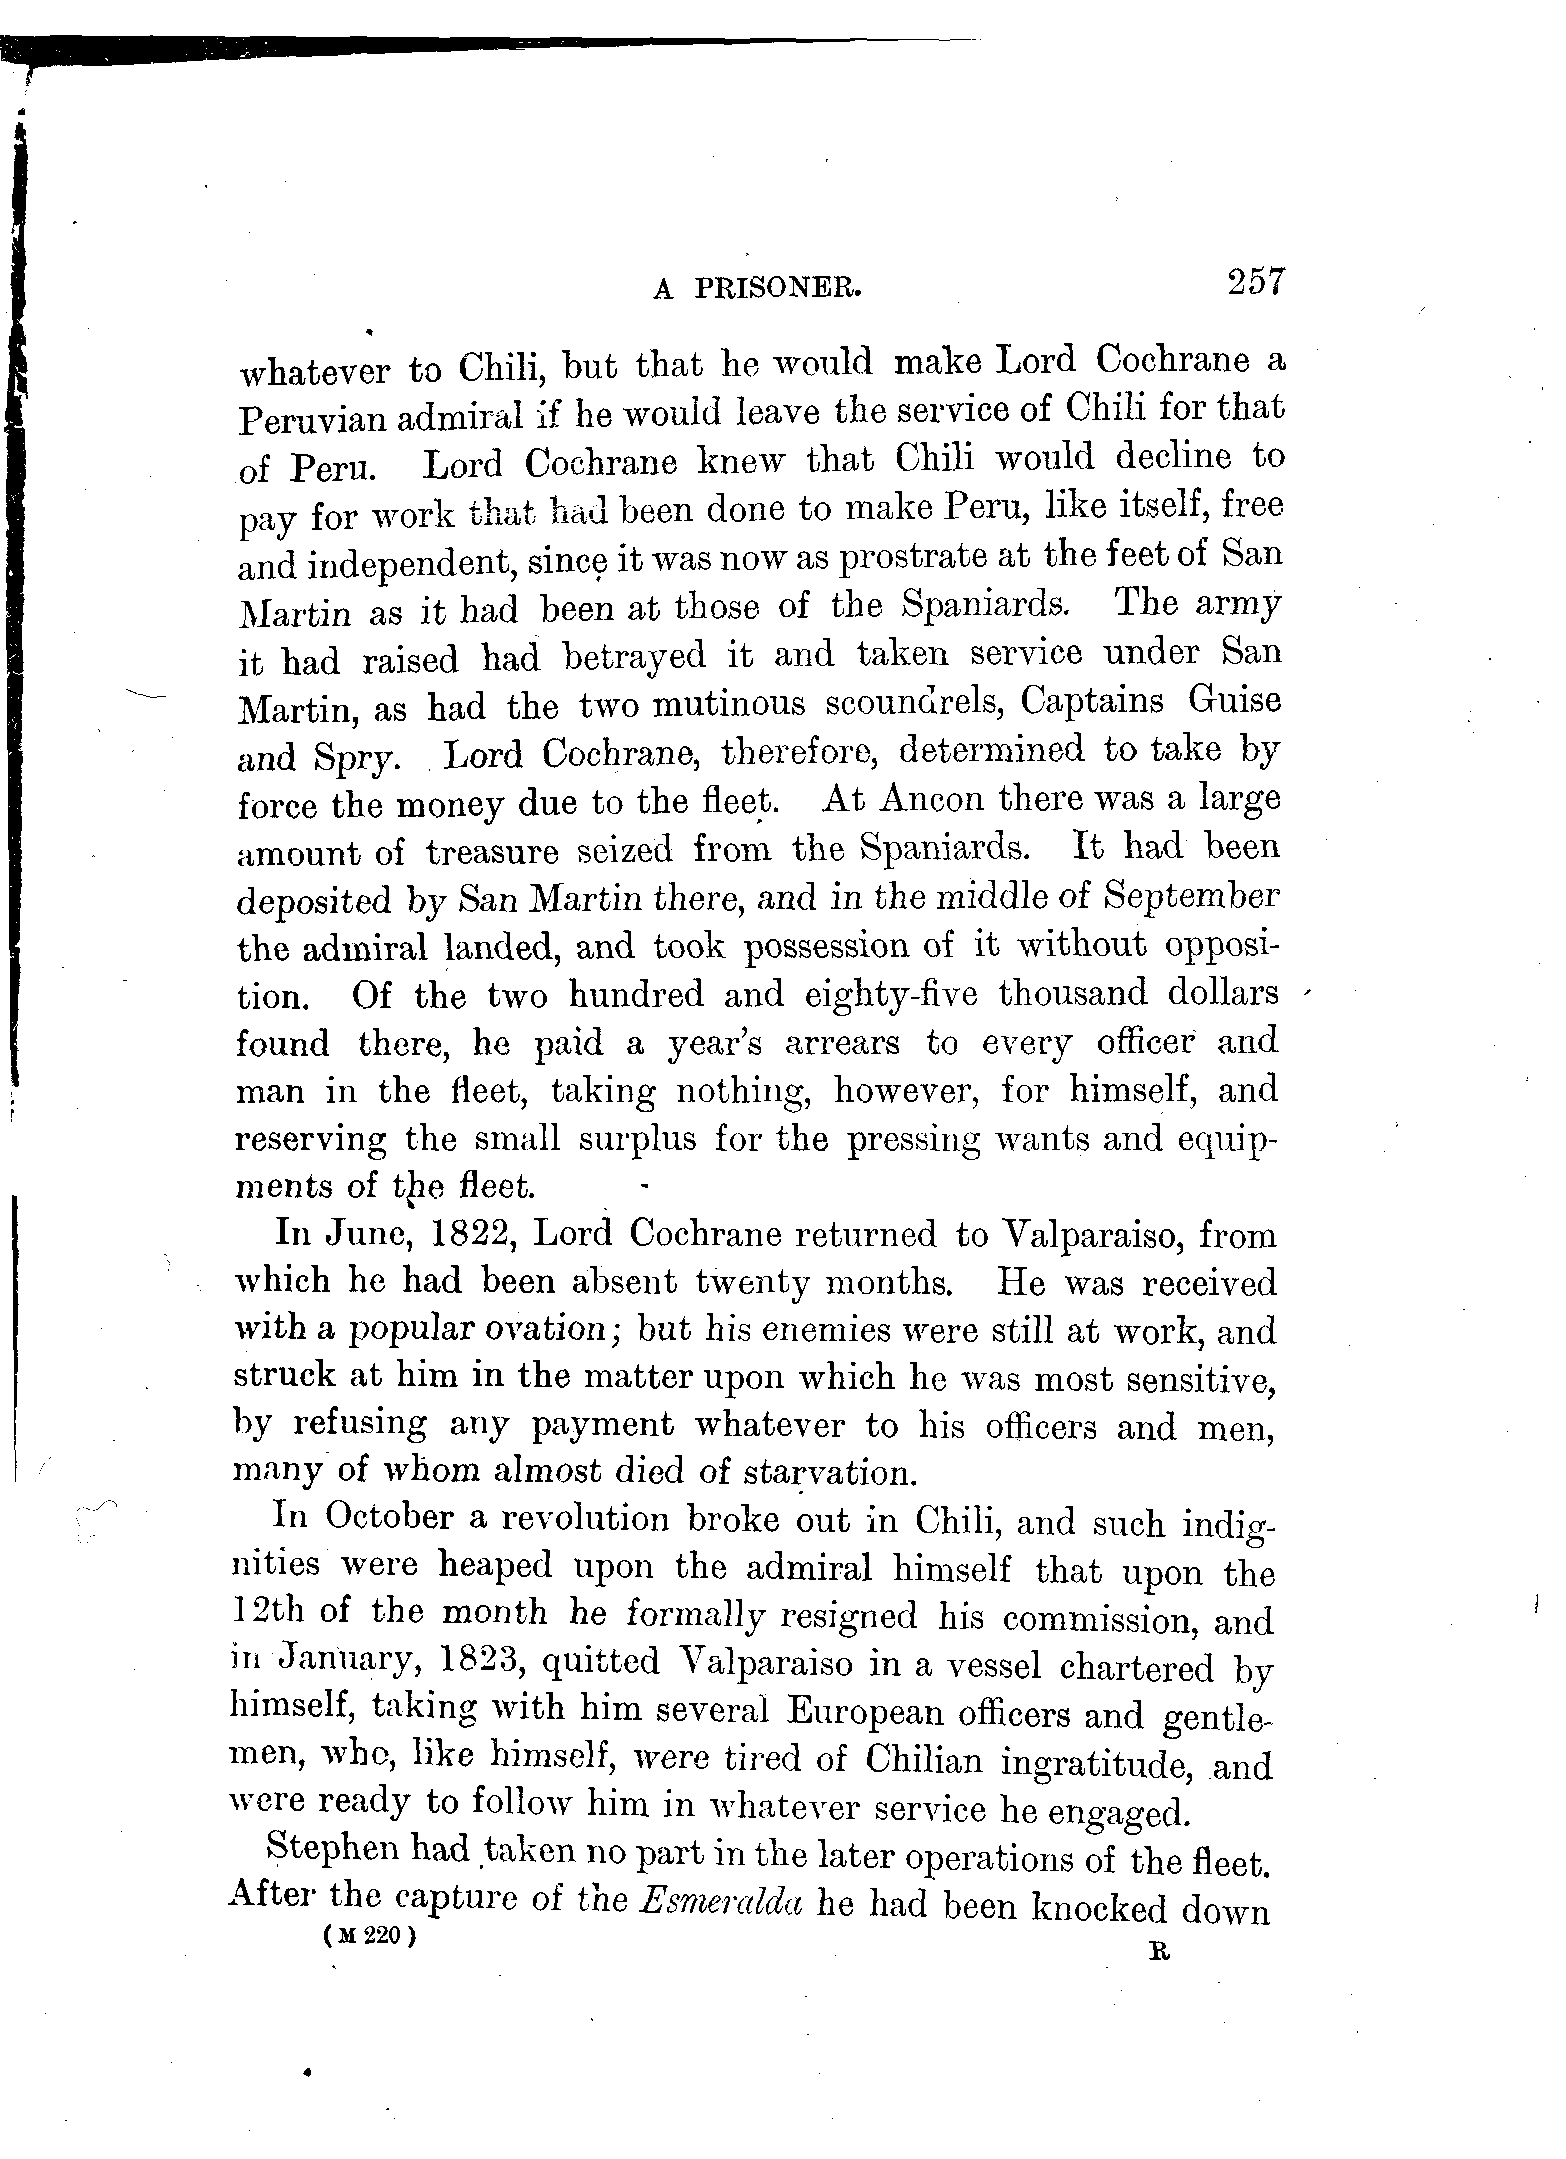 A PRISONER. 257
whatever to Chili, but that he would make Lord Cochrane a
Peruvian admiral if he would leave the service of Chili for that
of Peru. Lord Cochrane knew that Chili would decline to
pay for work that had been done to make Peru, like itself, free
and independent, since it was now as prostrate at the feet of San
Martin as it had been at those of the Spaniards. The army
it had raised had betrayed it and taken service under San
Martin, as had the two mutinous scoundrels, Captains Guise
and Spry. Lord Cochrane, therefore, determined to take by
force the money due to the fleet. At Ancon there was a large
amount of treasure seized from the Spaniards. It had been
deposited by San Martin there, and in the middle of September
the admiral landed, and took possession of it without opposi-
tion. Of the two hundred and eighty-five thousand dollars
found there, he paid a year's arrears to every officer and
man in the fleet, taking nothing, however, for himself, and
reserving the small surplus for the pressing wants and equip-
ments of the fleet.
In June, 1822, Lord Cochrane returned to Valparaiso, from
which he had been absent twenty months. He was received
with a popular ovation; but his enemies were still at work, and
struck at him in the matter upon which he was most sensitive,
by refusing any payment whatever to his officers and men,
many of whom almost died of starvation.
In October a revolution broke out in Chili, and such indig-
nities were heaped upon the admiral himself that upon the
12th of the month he formally resigned his commission, and
in January, 1823, quitted Valparaiso in a vessel chartered by
himself, taking with him several European officers and gentle-
men, who, like himself, were tired of Chilian ingratitude, and
were ready to follow him in whatever service he engaged.
Stephen had taken no part in the later operations of the fleet.
After the capture of the Esmeralda he had been knocked down
(M 220) R